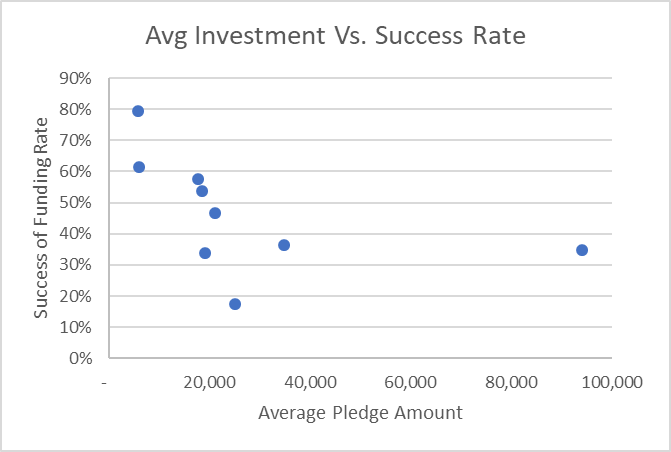 Avg Investment Vs. Success Rate
Success of Funding Rate
90%
80%
70%
60%
50%
40%
30%
20%
10%
0%
- 20,000 40,000 60,000 80,000 100,000
Average Pledge Amount